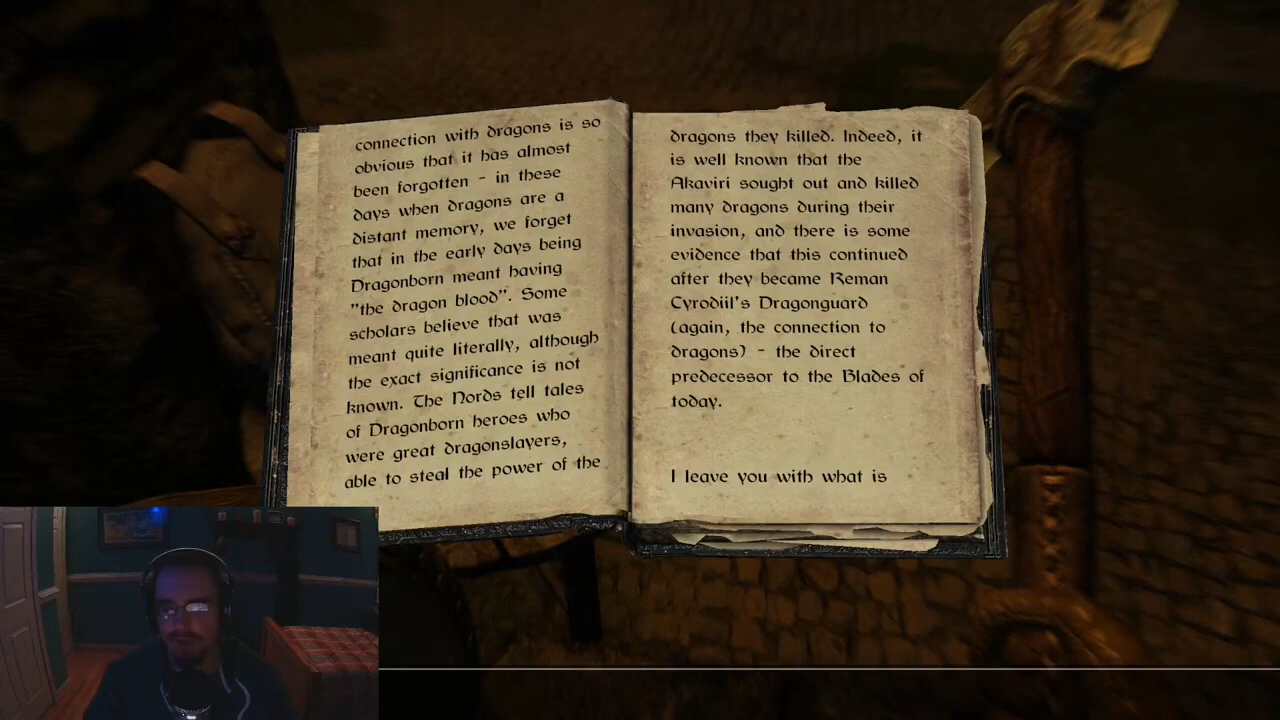 connection with dragons is so
obvious that it has almost
been forgotten - in these
days when dragons are a
distant memory, we forget
that in the early days being
Dragonborn meant having
"the dragon blood". Some
scholars believe that was
meant quite literally, although
the exact significance is not
known. The Nords tell tales
of Dragonborn heroes who
were great dragonslayers,
able to steal the power of the
dragons they killed. Indeed, it
is well known that the
Akaviri sought out and killed
many dragons during their
invasion, and there is some
evidence that this continued
after they became Reman
Cyrodiil's Dragonguard
(again, the connection to
dragons) - the direct
predecessor to the Blades of
today.
I leave you with what is